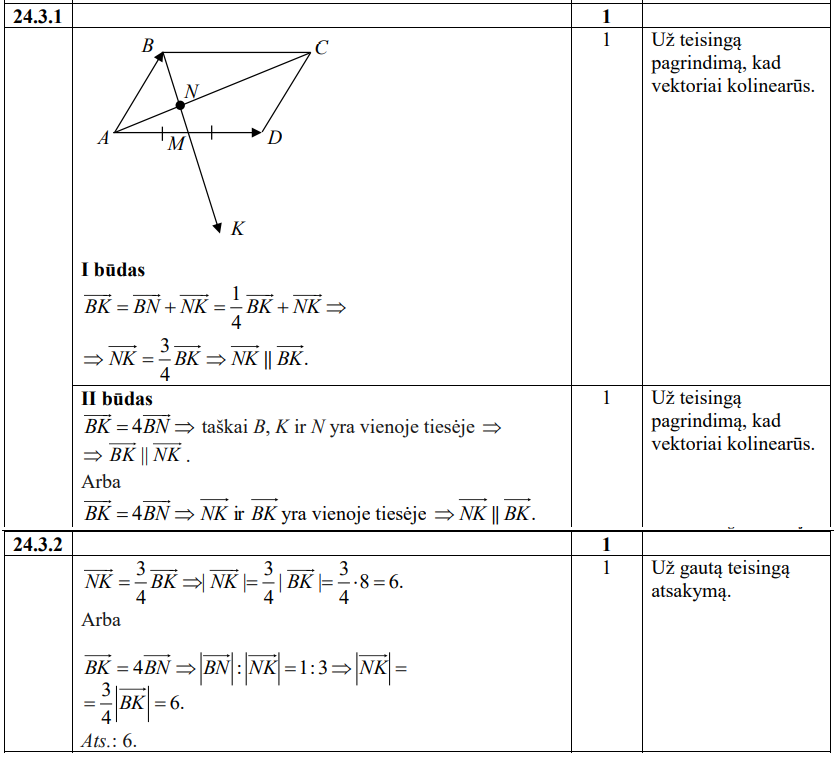 24.3.1 1
1 Už teisingą pagrindimą, kad vektoriai kolinearūs.
B C
N
A M D
K
I būdas
$\overrightarrow{BK} = \overrightarrow{BN} + \overrightarrow{NK} = \frac{1}{4}\overrightarrow{BK} + \overrightarrow{NK} \Rightarrow$
$\Rightarrow \overrightarrow{NK} = \frac{3}{4}\overrightarrow{BK} \Rightarrow \overrightarrow{NK} \parallel \overrightarrow{BK}.$
II būdas
$\overrightarrow{BK} = 4\overrightarrow{BN} \Rightarrow$ taškai B, K ir N yra vienoje tiesėje $\Rightarrow$
$\Rightarrow \overrightarrow{BK} \parallel \overrightarrow{NK}$ .
Arba
$\overrightarrow{BK} = 4\overrightarrow{BN} \Rightarrow \overrightarrow{NK}$ ir $\overrightarrow{BK}$ yra vienoje tiesėje $\Rightarrow \overrightarrow{NK} \parallel \overrightarrow{BK}$.
1 Už teisingą pagrindimą, kad vektoriai kolinearūs.
24.3.2 1
$\overrightarrow{NK} = \frac{3}{4}\overrightarrow{BK} \Rightarrow |\overrightarrow{NK}| = \frac{3}{4}|\overrightarrow{BK}| = \frac{3}{4} \cdot 8 = 6.$
Arba
$\overrightarrow{BK} = 4\overrightarrow{BN} \Rightarrow |\overrightarrow{BN}| : |\overrightarrow{NK}| = 1 : 3 \Rightarrow |\overrightarrow{NK}| =$
$= \frac{3}{4}|\overrightarrow{BK}| = 6.$
Ats.: 6.
1 Už gautą teisingą atsakymą.